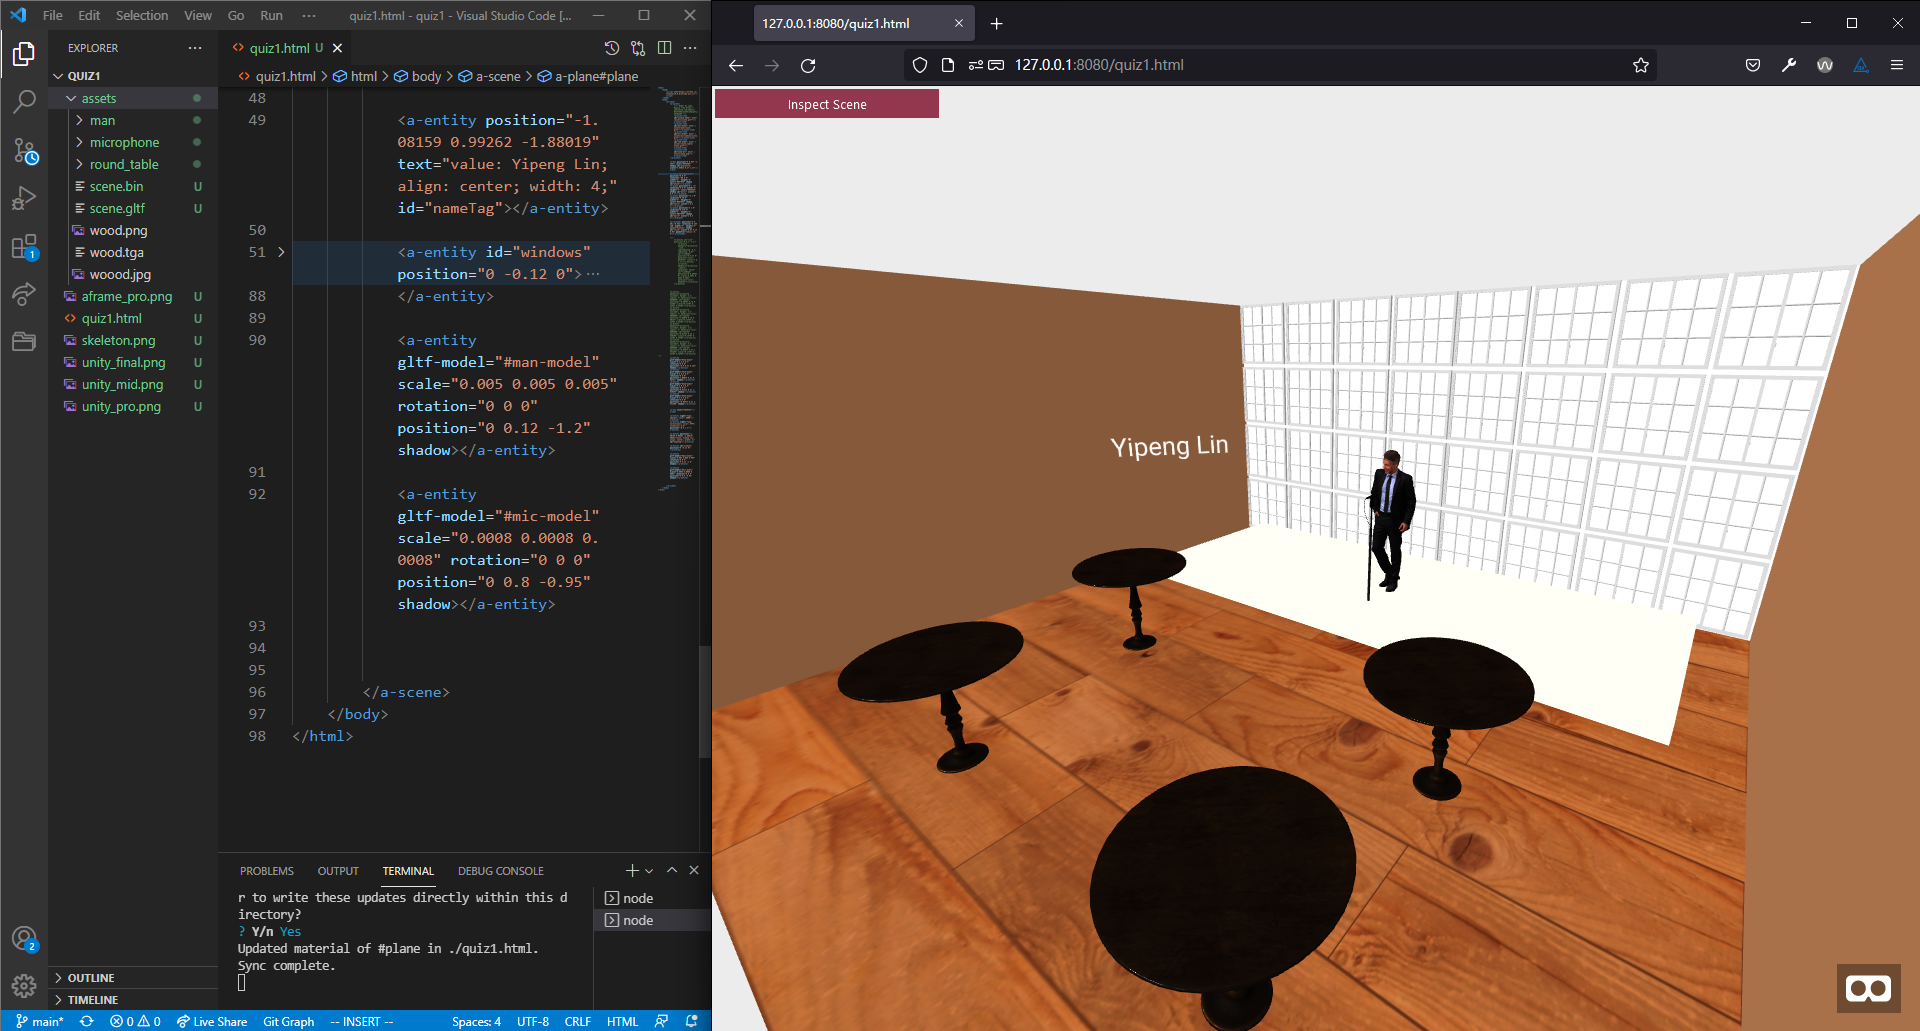 File Edit Selection View Go Run ··· quiz1.html - quiz1 - Visual Studio Code [...
EXPLORER
QUIZ1
assets
man
microphone
round_table
scene.bin U
scene.gltf U
wood.png
wood.tga
woood.jpg
aframe_pro.png U
quiz1.html U
skeleton.png U
unity_final.png U
unity_mid.png U
unity_pro.png U
OUTLINE
TIMELINE
1
2
quiz1.html U
quiz1.html > html > body > a-scene > a-plane#plane
48
49 <a-entity position="-1.
08159 0.99262 -1.88019"
text="value: Yipeng Lin;
align: center; width: 4;"
id="nameTag"></a-entity>
50
51 <a-entity id="windows"
position="0 -0.12 0">···
88 </a-entity>
89
90 <a-entity
gltf-model="#man-model"
scale="0.005 0.005 0.005"
rotation="0 0 0"
position="0 0.12 -1.2"
shadow></a-entity>
91
92 <a-entity
gltf-model="#mic-model"
scale="0.0008 0.0008 0.
0008" rotation="0 0 0"
position="0 0.8 -0.95"
shadow></a-entity>
93
94
95
96 </a-scene>
97 </body>
98 </html>
PROBLEMS OUTPUT TERMINAL DEBUG CONSOLE
r to write these updates directly within this d
irectory?
? Y/n Yes
Updated material of #plane in ./quiz1.html.
Sync complete.
node
node
main* 0 0 Live Share Git Graph -- INSERT -- Spaces: 4 UTF-8 CRLF HTML
127.0.0.1:8080/quiz1.html
127.0.0.1:8080/quiz1.html
Inspect Scene
Yipeng Lin